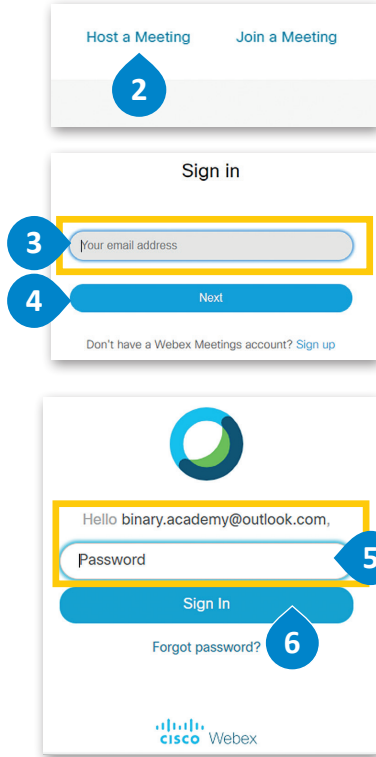 Host a Meeting Join a Meeting
2
Sign in
3
Your email address
4
Next
Don't have a Webex Meetings account? Sign up
Hello binary.academy@outlook.com,
Password
5
Sign In
Forgot password?
6
CISCO Webex